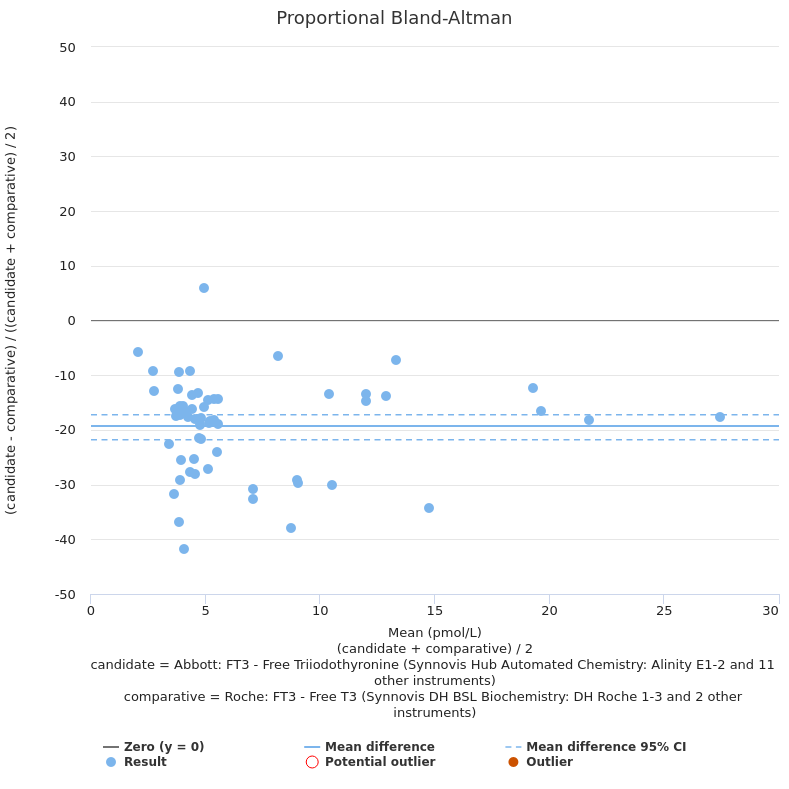 Proportional Bland-Altman
(candidate - comparative) / ((candidate + comparative) / 2)
50
40
30
20
10
0
-10
-20
-30
-40
-50
0 5 10 15 20 25 30
Mean (pmol/L)
(candidate + comparative) / 2
candidate = Abbott: FT3 - Free Triiodothyronine (Synnovis Hub Automated Chemistry: Alinity E1-2 and 11
other instruments)
comparative = Roche: FT3 - Free T3 (Synnovis DH BSL Biochemistry: DH Roche 1-3 and 2 other
instruments)
Zero (y = 0) Mean difference Mean difference 95% CI
Result Potential outlier Outlier